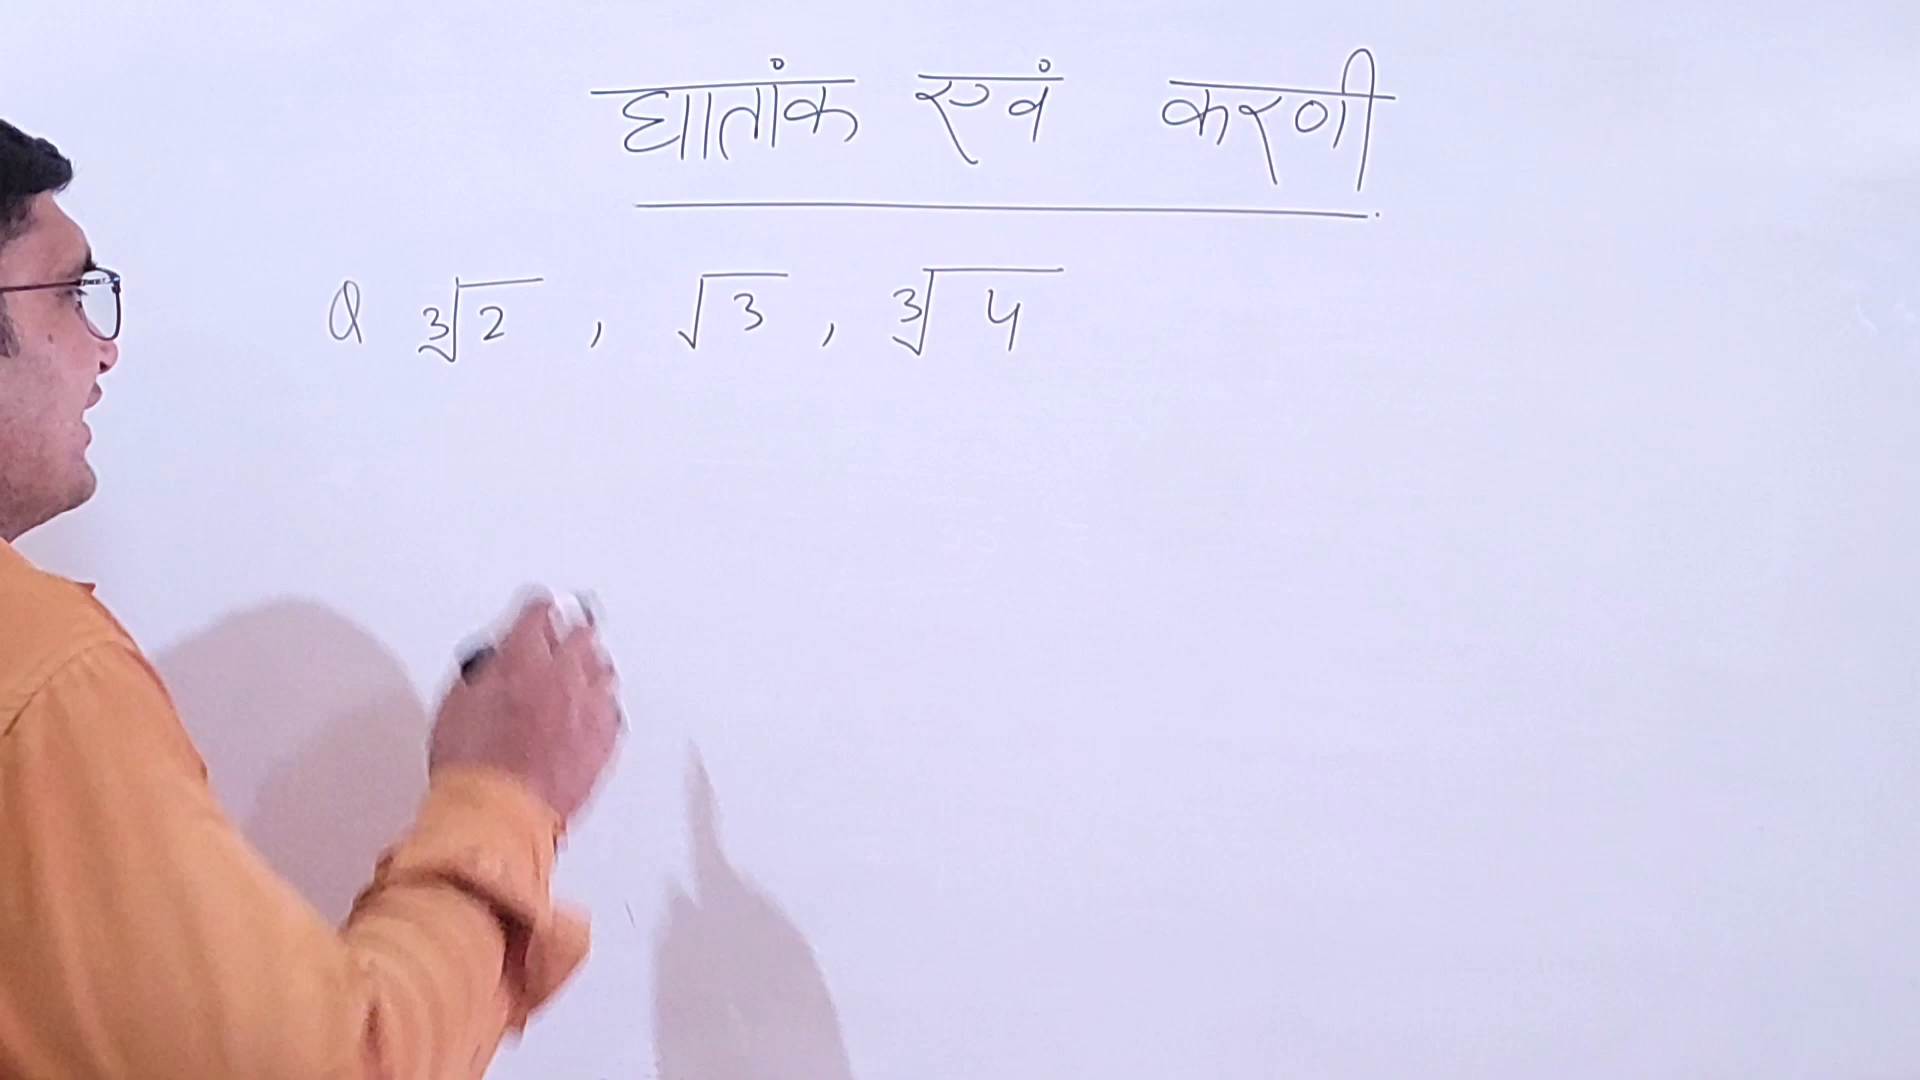 घातांक एवं करणी
Q ∛2 , √3 , ∛4